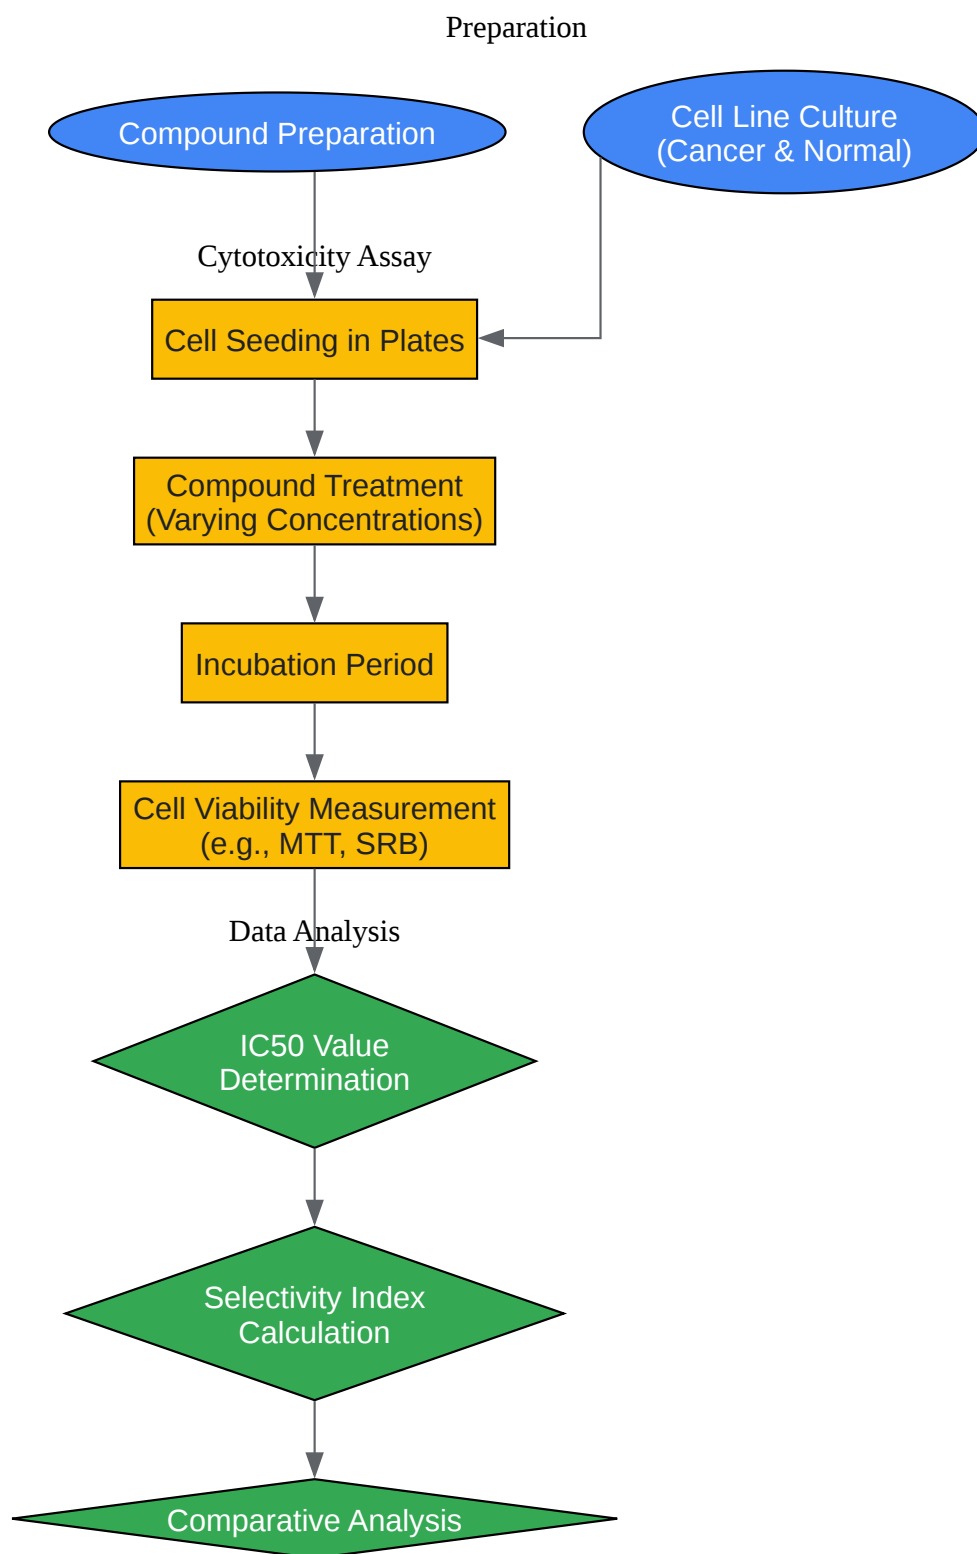 Preparation
Compound Preparation
Cell Line Culture
(Cancer & Normal)
Cytotoxicity Assay
Cell Seeding in Plates
Compound Treatment
(Varying Concentrations)
Incubation Period
Cell Viability Measurement
(e.g., MTT, SRB)
Data Analysis
IC50 Value
Determination
Selectivity Index
Calculation
Comparative Analysis